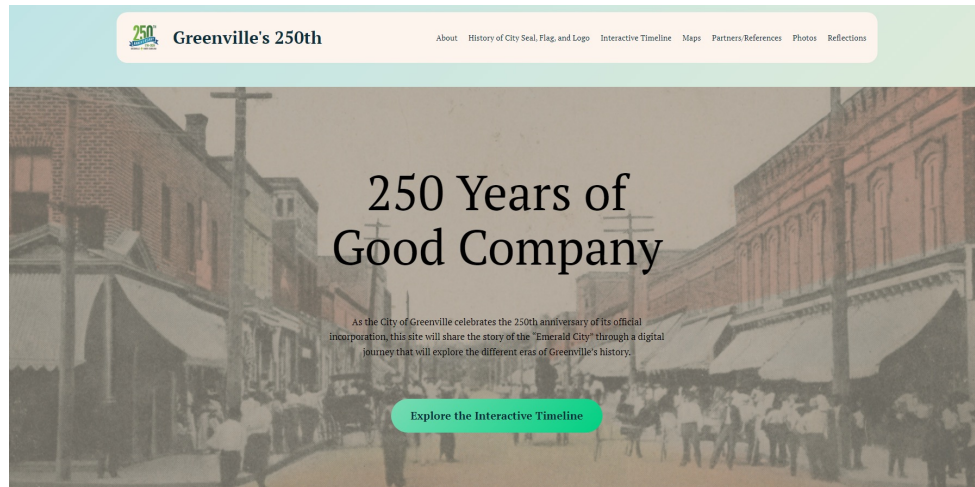 250
Greenville's 250th
About
History of City Seal, Flag, and Logo
Interactive Timeline
Maps
Partners/References
Photos
Reflections
250 Years of
Good Company
As the City of Greenville celebrates the 250th anniversary of its official
incorporation, this site will share the story of the "Emerald City" through a digital
journey that will explore the different eras of Greenville's history.
Explore the Interactive Timeline